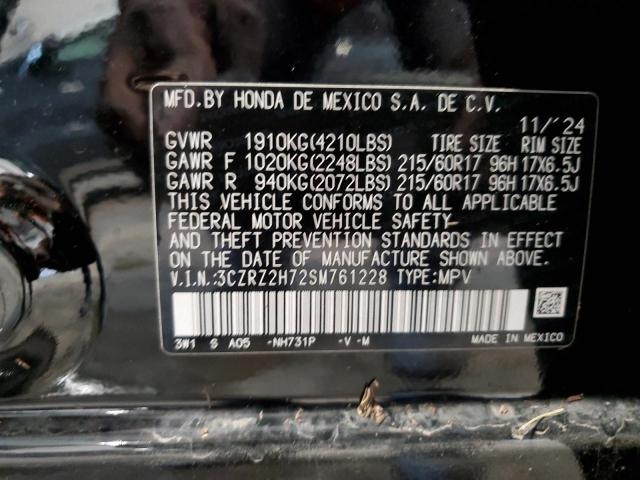 MFD.BY HONDA DE MEXICO S.A. DE C.V.
11/'24
GVWR 1910KG(4210LBS) TIRE SIZE RIM SIZE
GAWR F 1020KG(2248LBS) 215/60R17 96H 17X6.5J
GAWR R 940KG(2072LBS) 215/60R17 96H 17X6.5J
THIS VEHICLE CONFORMS TO ALL APPLICABLE
FEDERAL MOTOR VEHICLE SAFETY
AND THEFT PREVENTION STANDARDS IN EFFECT
ON THE DATE OF MANUFACTURE SHOWN ABOVE.
V.I.N.:3CZRZ2H72SM761228 TYPE:MPV
3W1 S A05 -NH731P -V -M MADE IN MEXICO